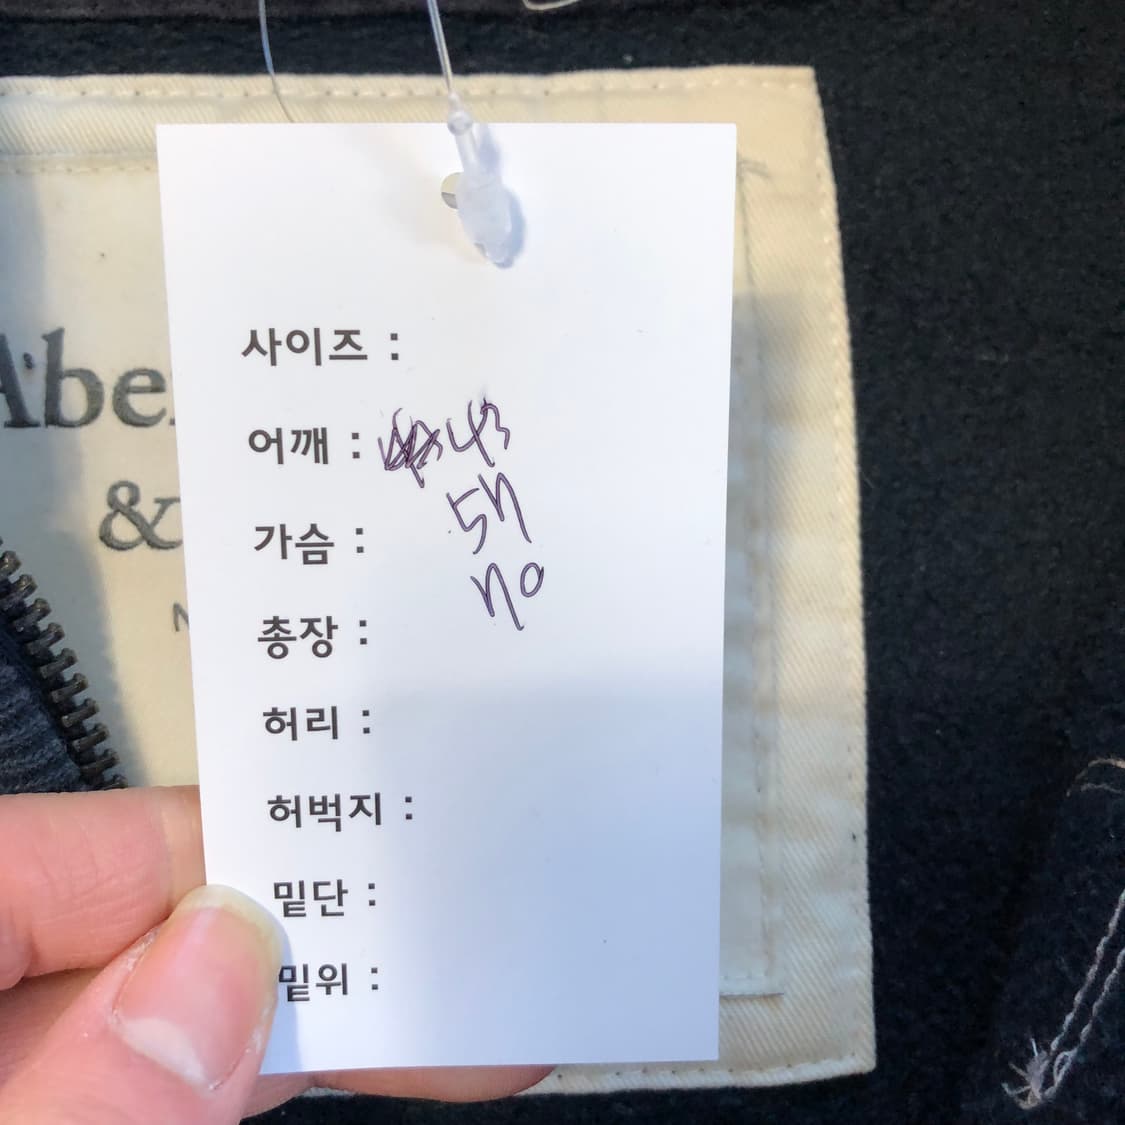 Abe
&
N
사이즈 :
어깨 : 43
가슴 : 57
총장 : 70
허리 :
허벅지 :
밑단 :
밑위 :